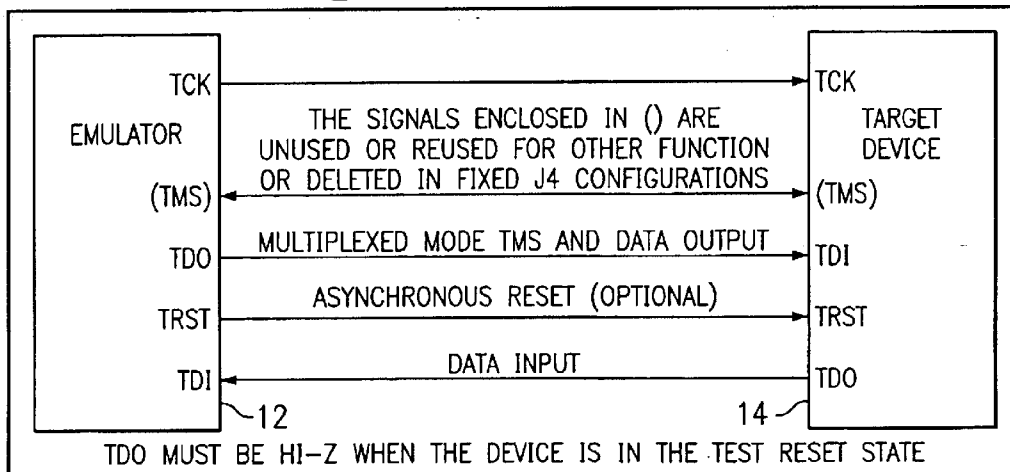 TCK
TCK
EMULATOR
THE SIGNALS ENCLOSED IN () ARE
UNUSED OR REUSED FOR OTHER FUNCTION
OR DELETED IN FIXED J4 CONFIGURATIONS
TARGET
DEVICE
(TMS)
(TMS)
TDO
MULTIPLEXED MODE TMS AND DATA OUTPUT
TDI
TRST
ASYNCHRONOUS RESET (OPTIONAL)
TRST
TDI
DATA INPUT
TDO
12
14
TDO MUST BE HI-Z WHEN THE DEVICE IS IN THE TEST RESET STATE